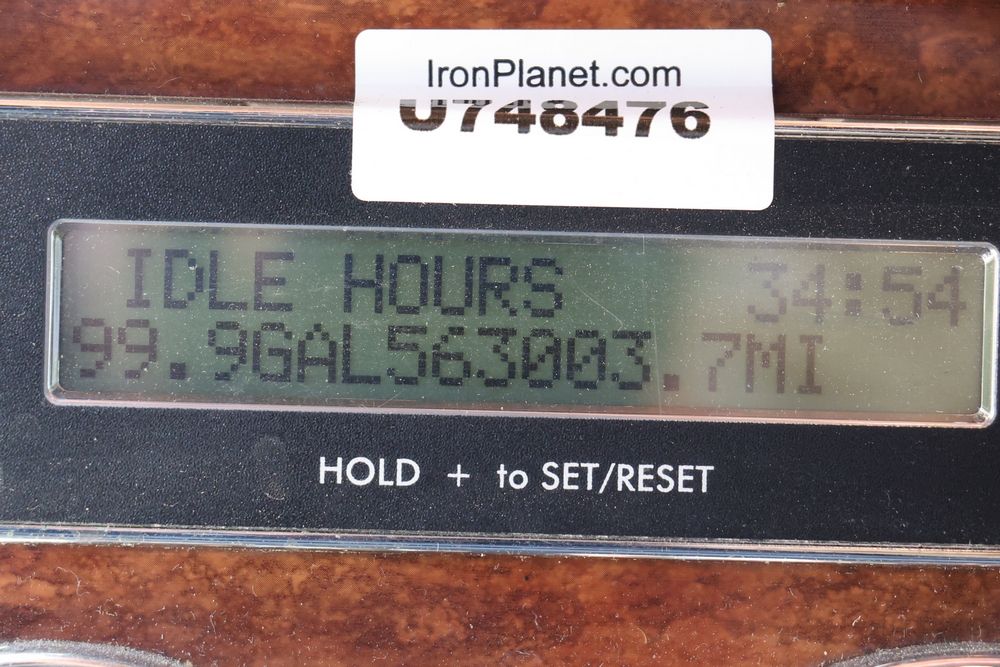 IronPlanet.com
U748476
IDLE HOURS 34:54
99.9GAL563003.7MI
HOLD + to SET/RESET